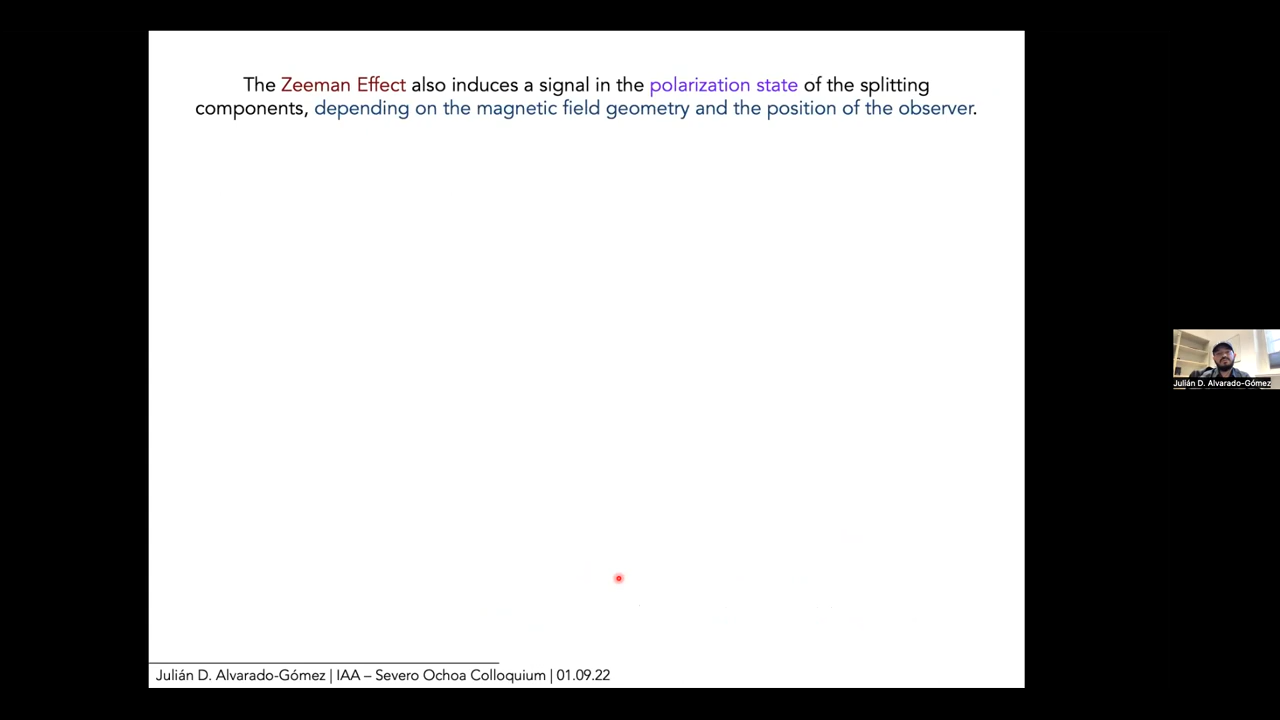 The Zeeman Effect also induces a signal in the polarization state of the splitting
components, depending on the magnetic field geometry and the position of the observer.
Julián D. Alvarado-Gómez
Julián D. Alvarado-Gómez | IAA – Severo Ochoa Colloquium | 01.09.22